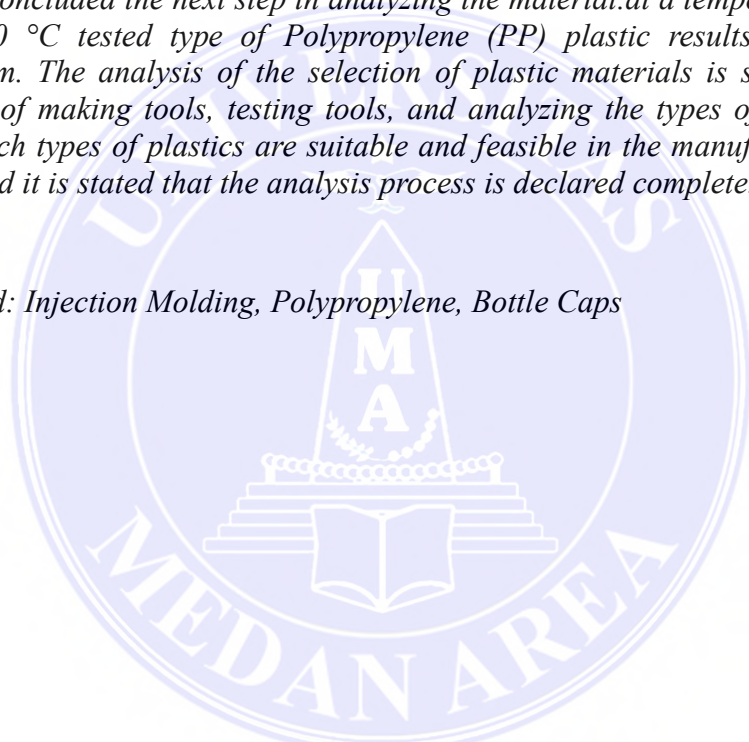 oncluded the next step in analyzing the material.at a tempe
0 °C tested type of Polypropylene (PP) plastic results
m. The analysis of the selection of plastic materials is s
of making tools, testing tools, and analyzing the types o
ch types of plastics are suitable and feasible in the manuf
d it is stated that the analysis process is declared complete.
d: Injection Molding, Polypropylene, Bottle Caps
UNIVERSITAS
UMA
MEDAN AREA